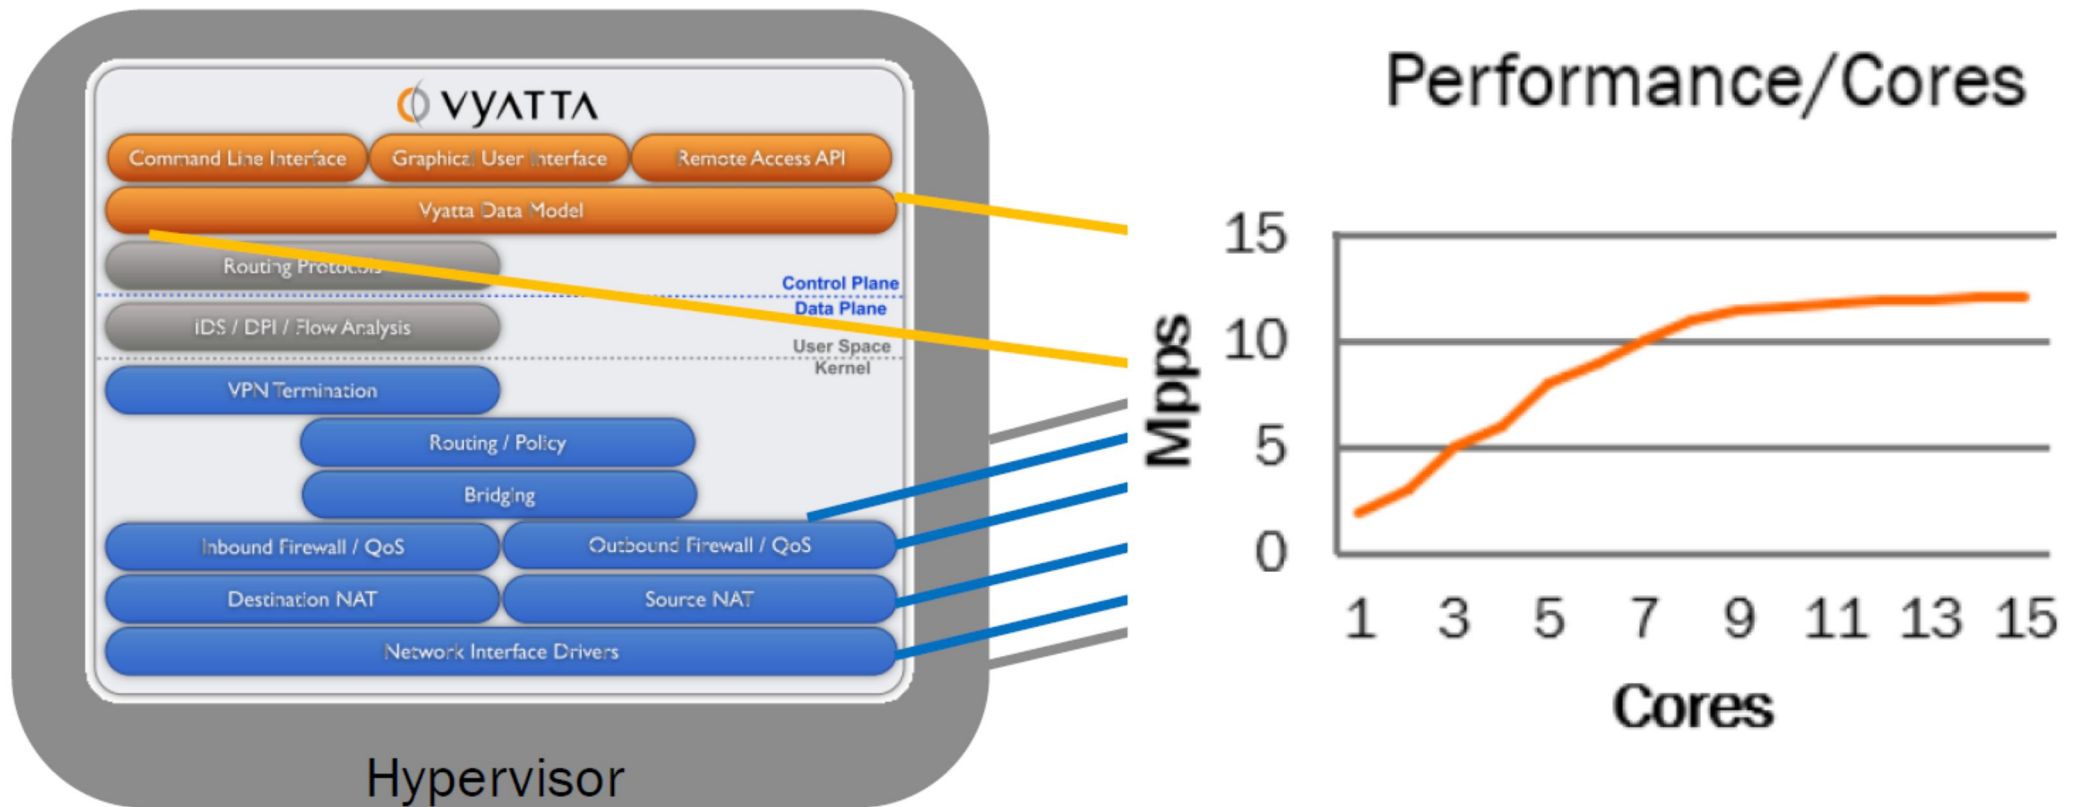 VYATTA
Command Line Interface
Graphical User Interface
Remote Access API
Vyatta Data Model
Routing Protocols
Control Plane
Data Plane
iDS / DPI / Flow Analysis
User Space
Kernel
VPN Termination
Routing / Policy
Bridging
Inbound Firewall / QoS
Outbound Firewall / QoS
Destination NAT
Source NAT
Network Interface Drivers
Hypervisor
Performance/Cores
Mpps
15
10
5
0
1 3 5 7 9 11 13 15
Cores